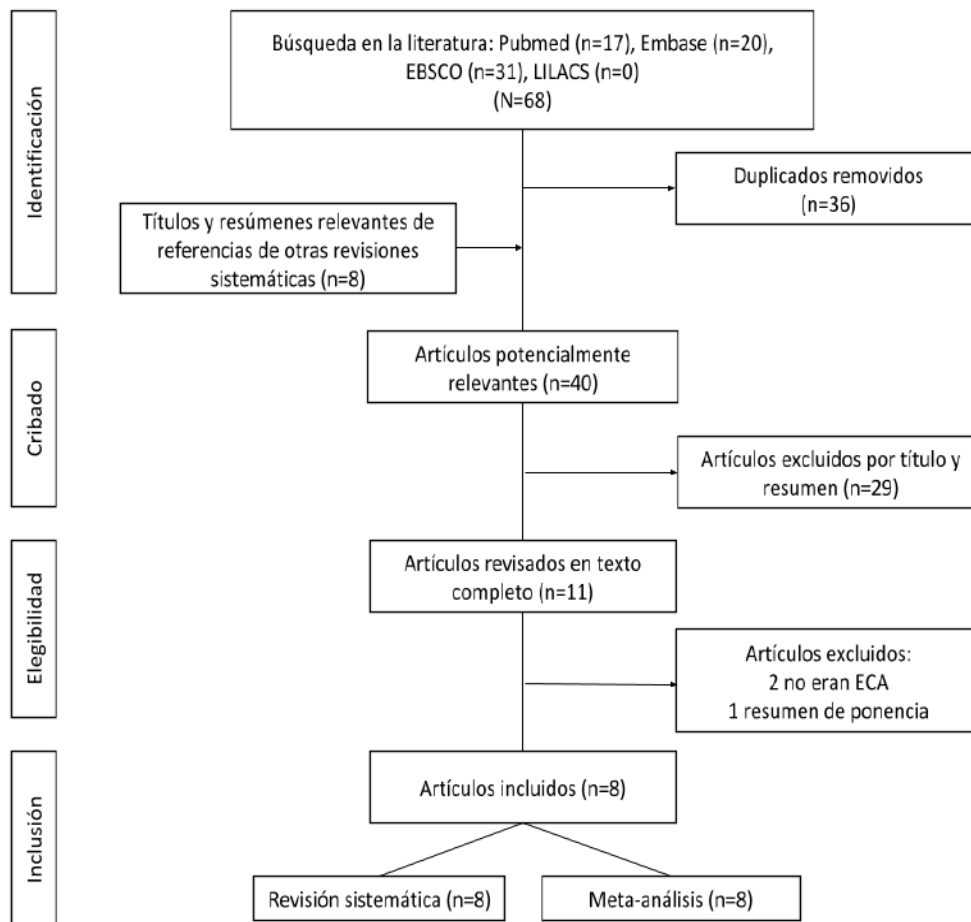 Identificación
Búsqueda en la literatura: Pubmed (n=17), Embase (n=20),
EBSCO (n=31), LILACS (n=0)
(N=68)
Duplicados removidos
(n=36)
Títulos y resúmenes relevantes de
referencias de otras revisiones
sistemáticas (n=8)
Cribado
Artículos potencialmente
relevantes (n=40)
Artículos excluidos por título y
resumen (n=29)
Elegibilidad
Artículos revisados en texto
completo (n=11)
Artículos excluidos:
2 no eran ECA
1 resumen de ponencia
Inclusión
Artículos incluidos (n=8)
Revisión sistemática (n=8)
Meta-análisis (n=8)